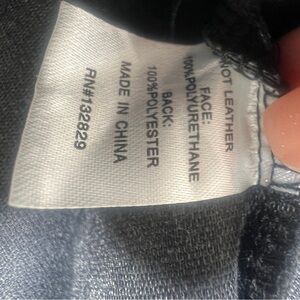 NOT LEATHER
FACE:
100%POLYURETHANE
BACK:
100%POLYESTER
MADE IN CHINA
RN#132829